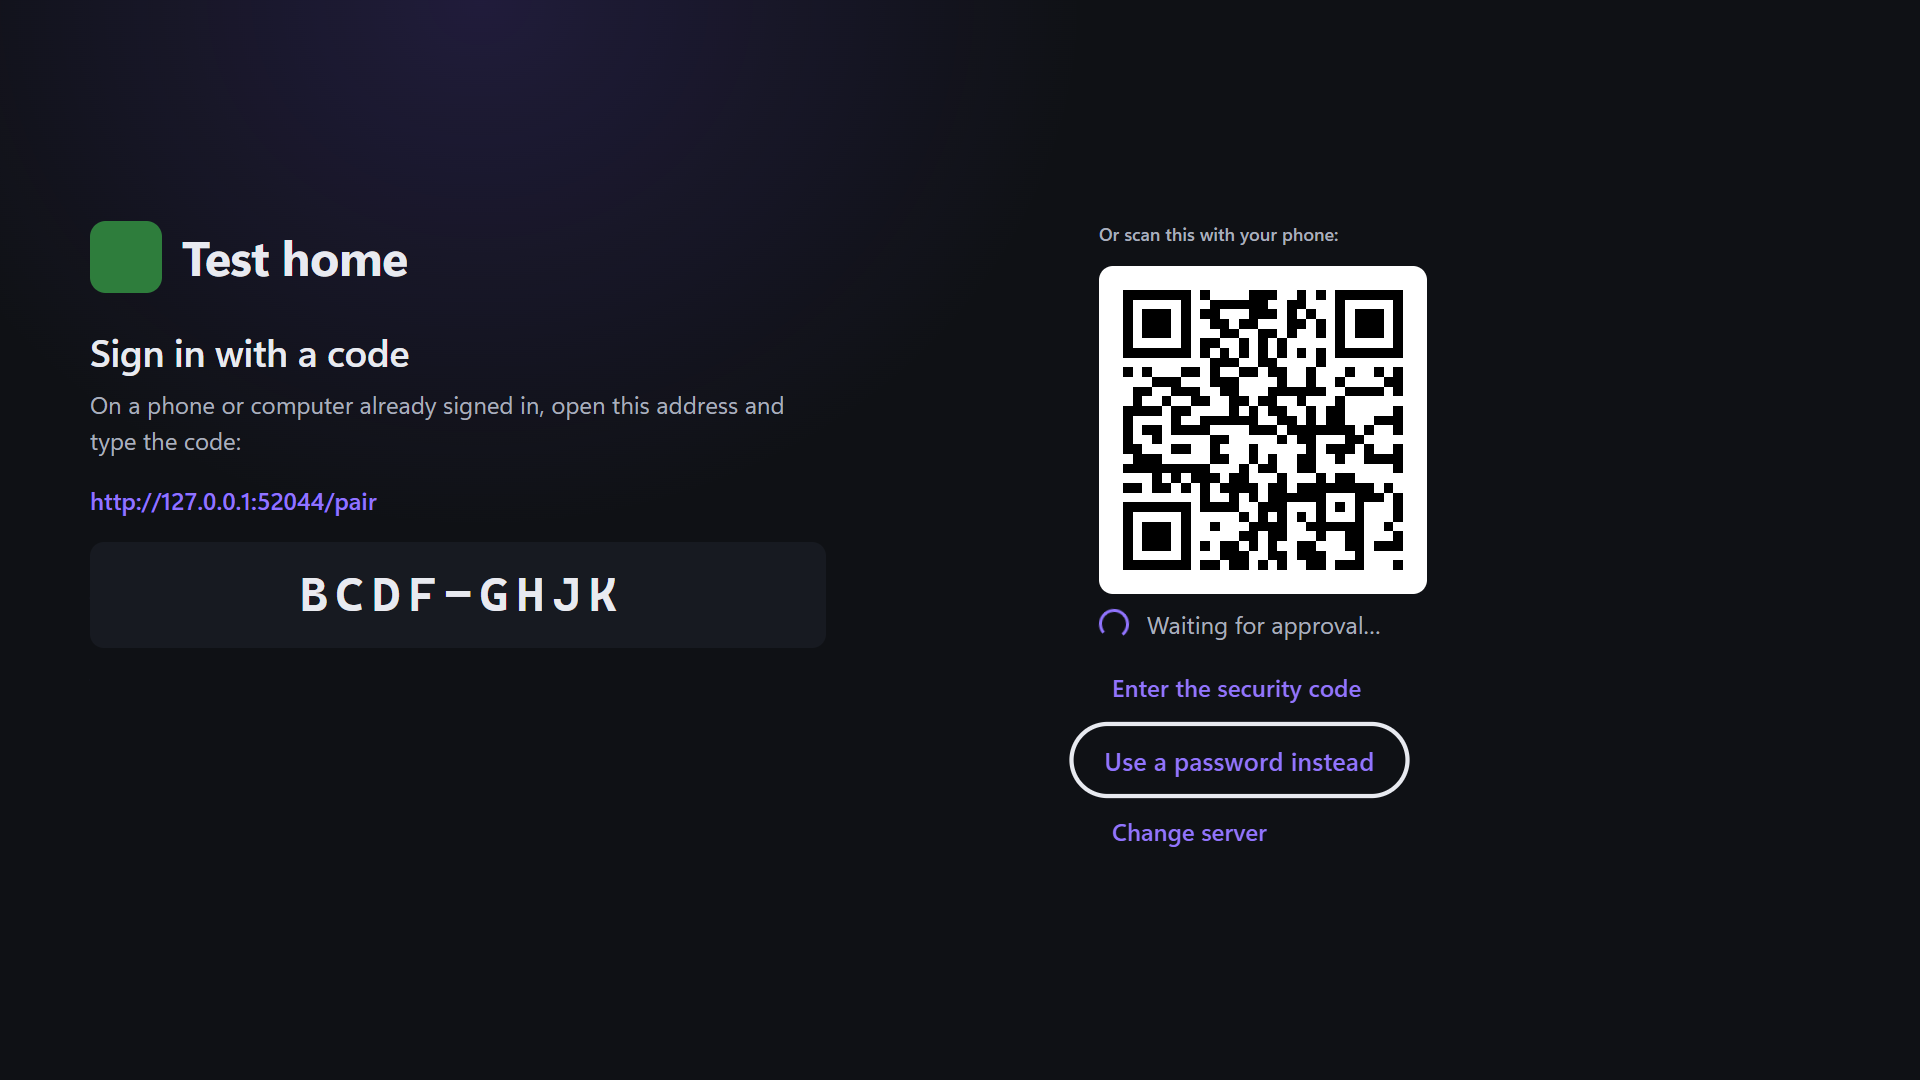 Test home
Sign in with a code
On a phone or computer already signed in, open this address and
type the code:
http://127.0.0.1:52044/pair
BCDF-GHJK
Or scan this with your phone:
Waiting for approval...
Enter the security code
Use a password instead
Change server